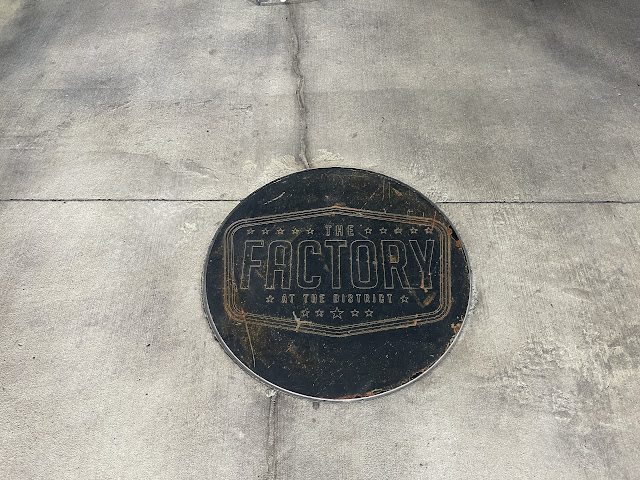 THE
FACTORY
AT THE DISTRICT